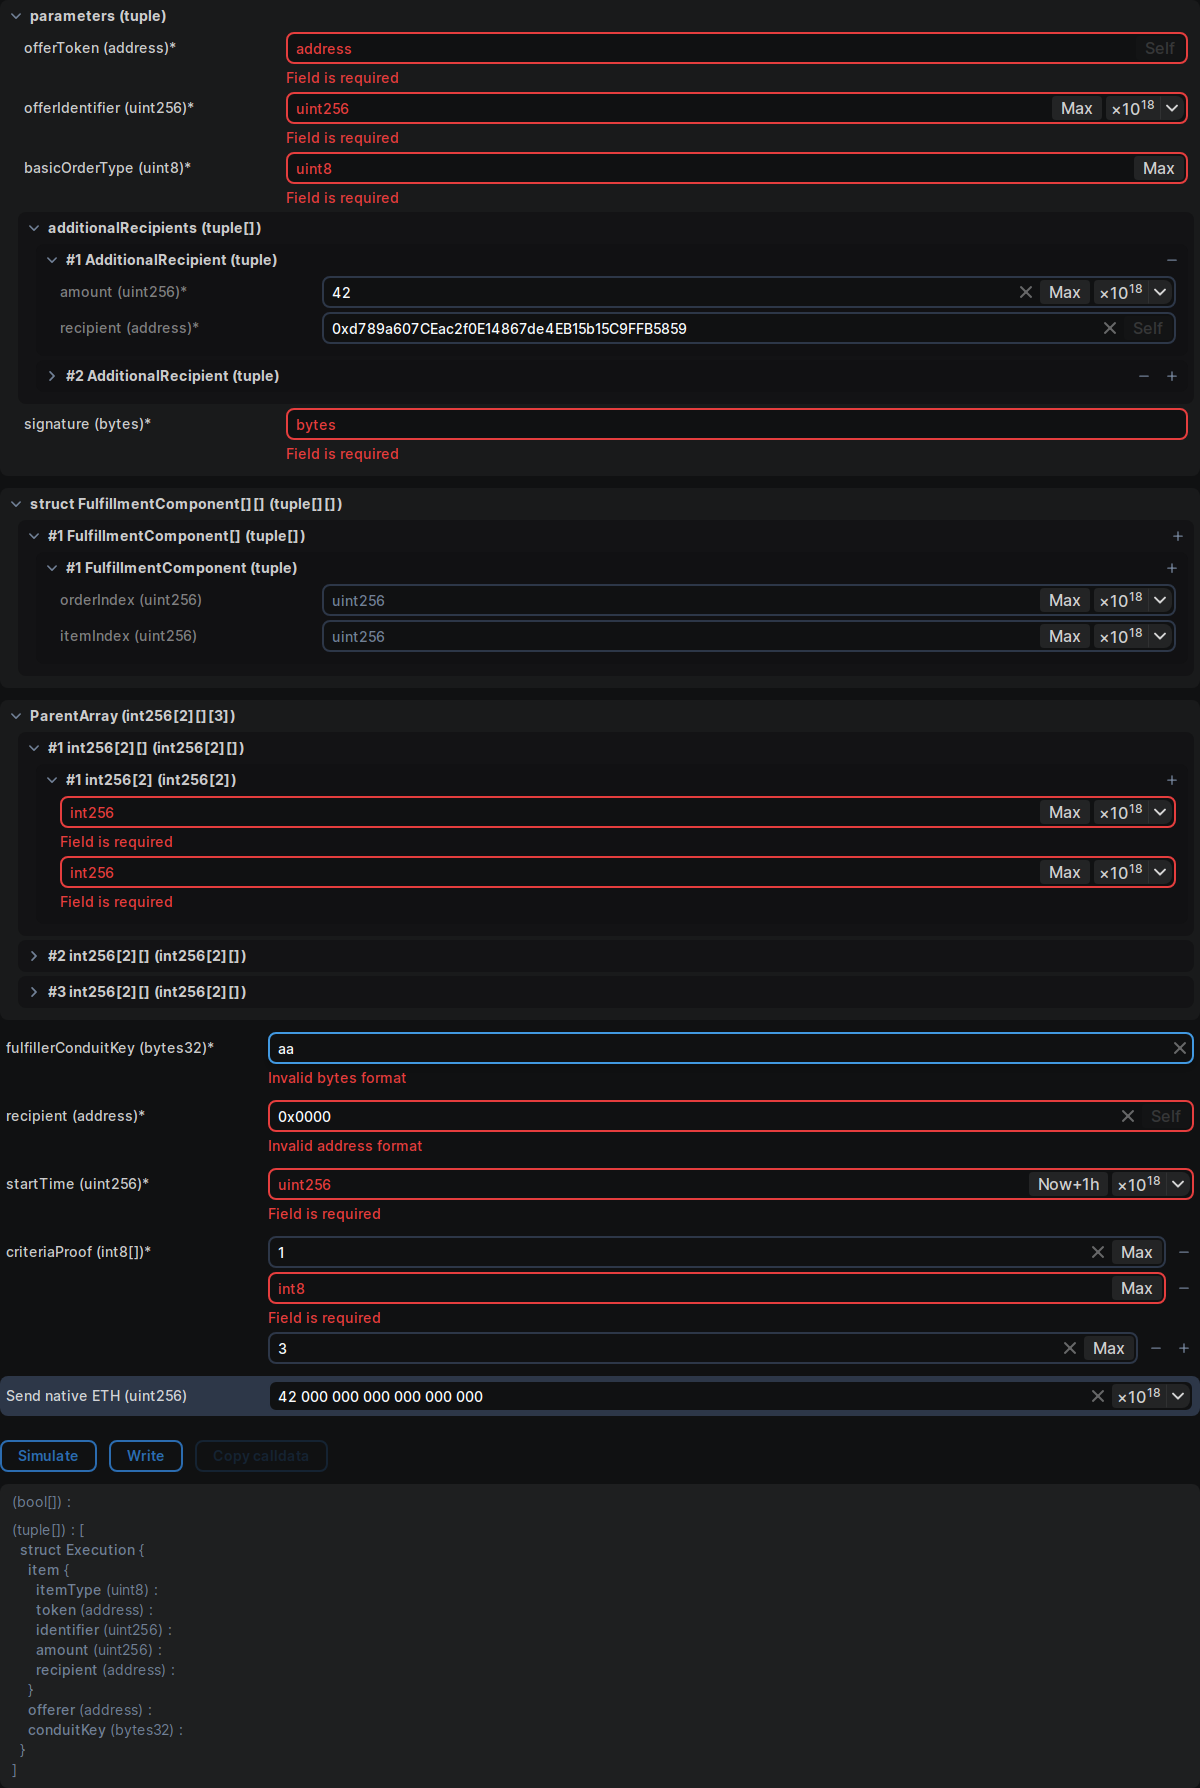 parameters (tuple)
offerToken (address)*
address Self
Field is required
offerIdentifier (uint256)*
uint256 Max ×10^18
Field is required
basicOrderType (uint8)*
uint8 Max
Field is required
additionalRecipients (tuple[])
#1 AdditionalRecipient (tuple) −
amount (uint256)*
42 Max ×10^18
recipient (address)*
0xd789a607CEac2f0E14867de4EB15b15C9FFB5859 Self
#2 AdditionalRecipient (tuple) − +
signature (bytes)*
bytes
Field is required
struct FulfillmentComponent[][] (tuple[][])
#1 FulfillmentComponent[] (tuple[]) +
#1 FulfillmentComponent (tuple) +
orderIndex (uint256)
uint256 Max ×10^18
itemIndex (uint256)
uint256 Max ×10^18
ParentArray (int256[2][][3])
#1 int256[2][] (int256[2][])
#1 int256[2] (int256[2]) +
int256 Max ×10^18
Field is required
int256 Max ×10^18
Field is required
#2 int256[2][] (int256[2][])
#3 int256[2][] (int256[2][])
fulfillerConduitKey (bytes32)*
aa
Invalid bytes format
recipient (address)*
0x0000 Self
Invalid address format
startTime (uint256)*
uint256 Now+1h ×10^18
Field is required
criteriaProof (int8[])*
1 Max −
int8 Max −
Field is required
3 Max − +
Send native ETH (uint256)
42 000 000 000 000 000 000 ×10^18
Simulate Write Copy calldata
(bool[]) :
(tuple[]) : [
struct Execution {
item {
itemType (uint8) :
token (address) :
identifier (uint256) :
amount (uint256) :
recipient (address) :
}
offerer (address) :
conduitKey (bytes32) :
}
]